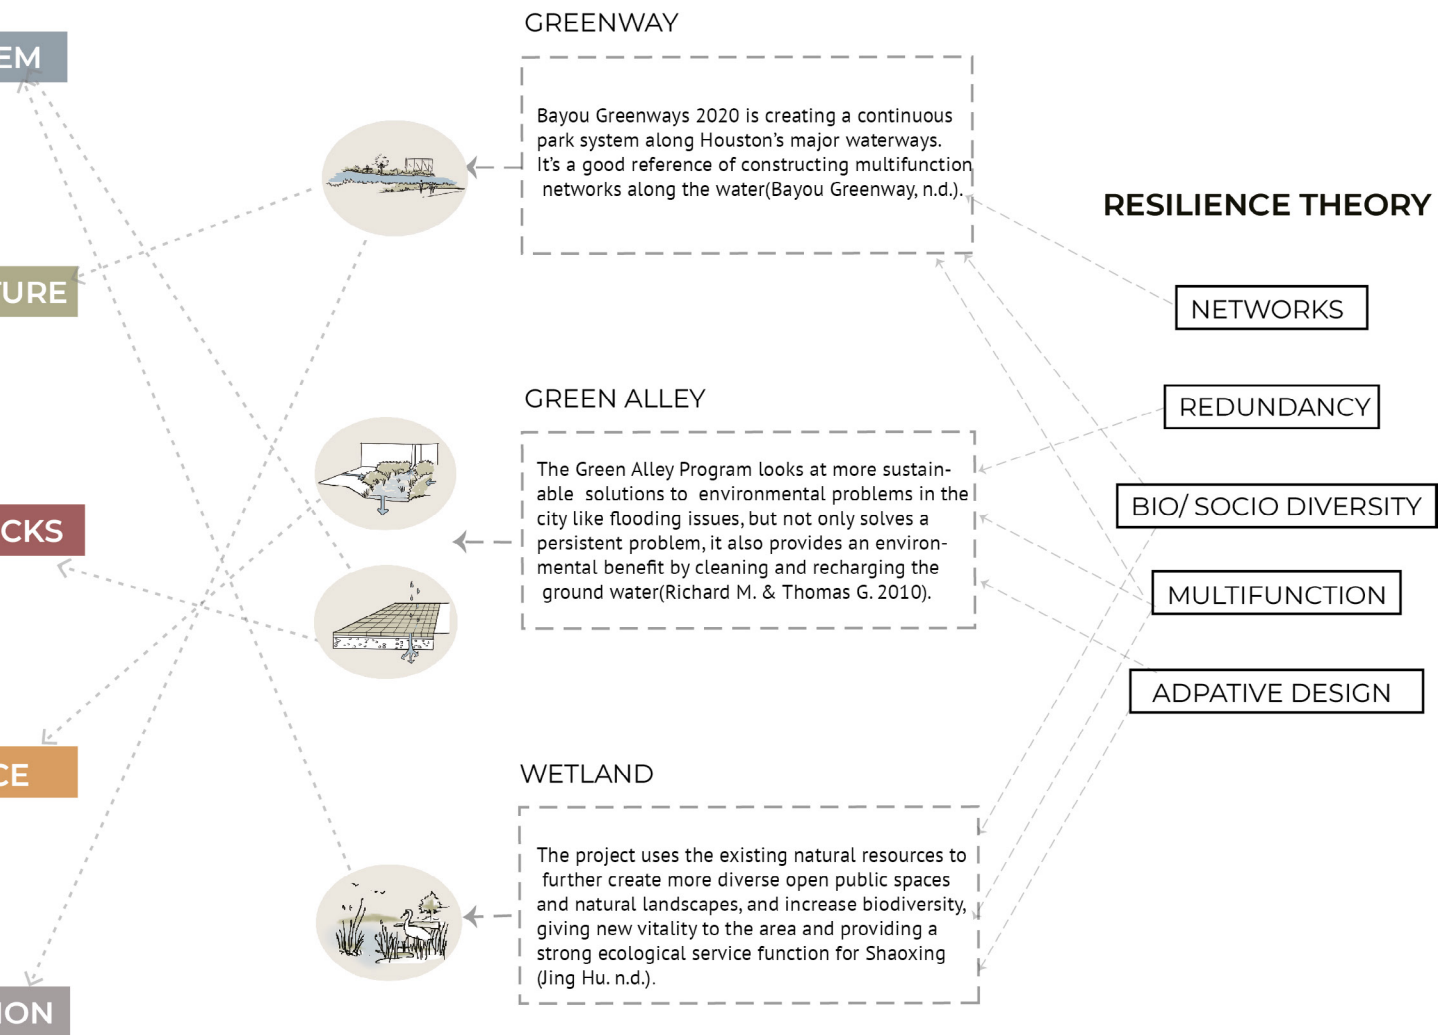 EM
TURE
CKS
CE
ION
GREENWAY
Bayou Greenways 2020 is creating a continuous
park system along Houston's major waterways.
It's a good reference of constructing multifunction
networks along the water(Bayou Greenway, n.d.).
GREEN ALLEY
The Green Alley Program looks at more sustain-
able solutions to environmental problems in the
city like flooding issues, but not only solves a
persistent problem, it also provides an environ-
mental benefit by cleaning and recharging the
ground water(Richard M. & Thomas G. 2010).
WETLAND
The project uses the existing natural resources to
further create more diverse open public spaces
and natural landscapes, and increase biodiversity,
giving new vitality to the area and providing a
strong ecological service function for Shaoxing
(Jing Hu. n.d.).
RESILIENCE THEORY
NETWORKS
REDUNDANCY
BIO/ SOCIO DIVERSITY
MULTIFUNCTION
ADPATIVE DESIGN